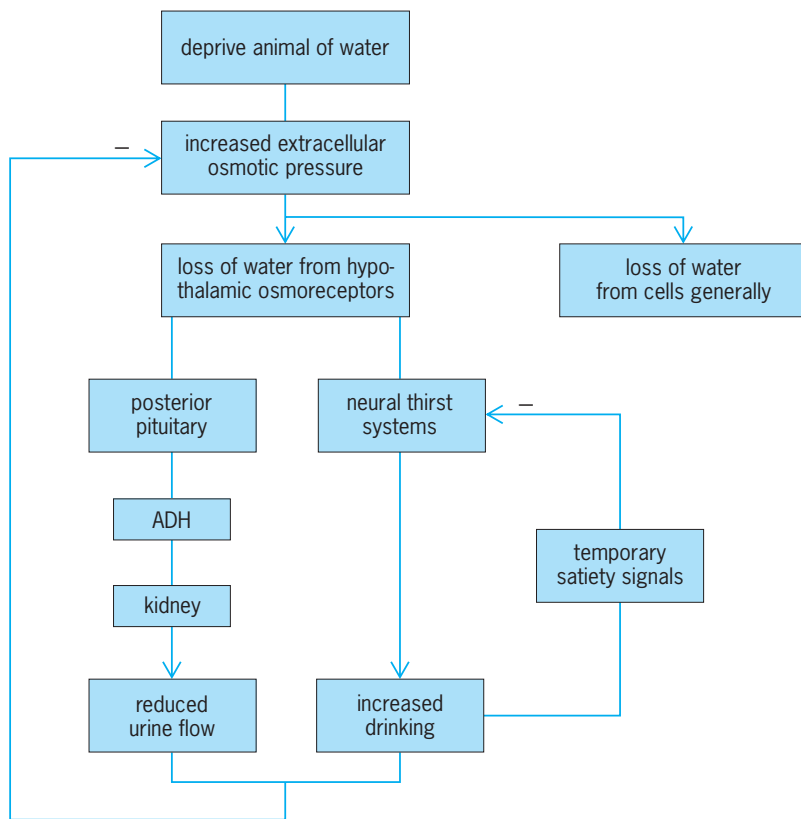 deprive animal of water
–
increased extracellular
osmotic pressure
loss of water from hypo-
thalamic osmoreceptors
loss of water
from cells generally
posterior
pituitary
neural thirst
systems
–
ADH
temporary
satiety signals
kidney
reduced
urine flow
increased
drinking